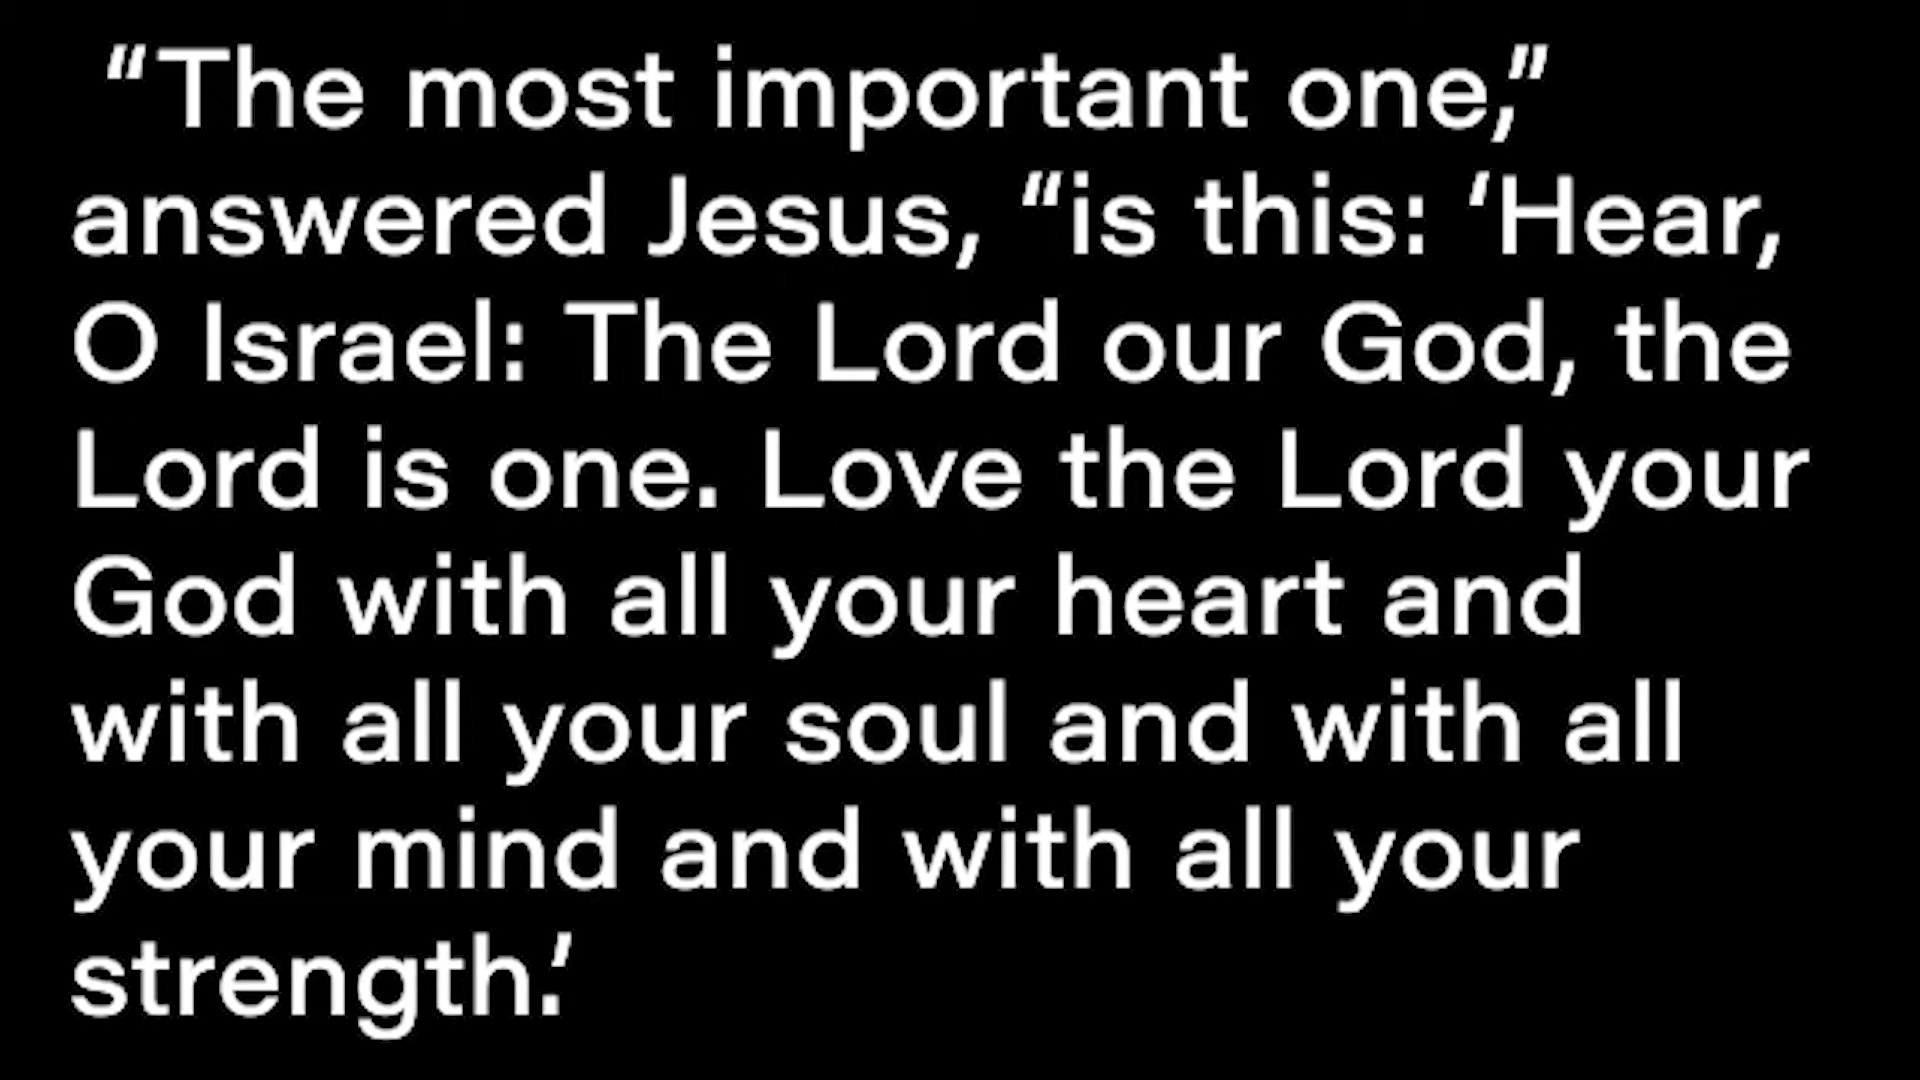 “The most important one,”
answered Jesus, “is this: ‘Hear,
O Israel: The Lord our God, the
Lord is one. Love the Lord your
God with all your heart and
with all your soul and with all
your mind and with all your
strength.’